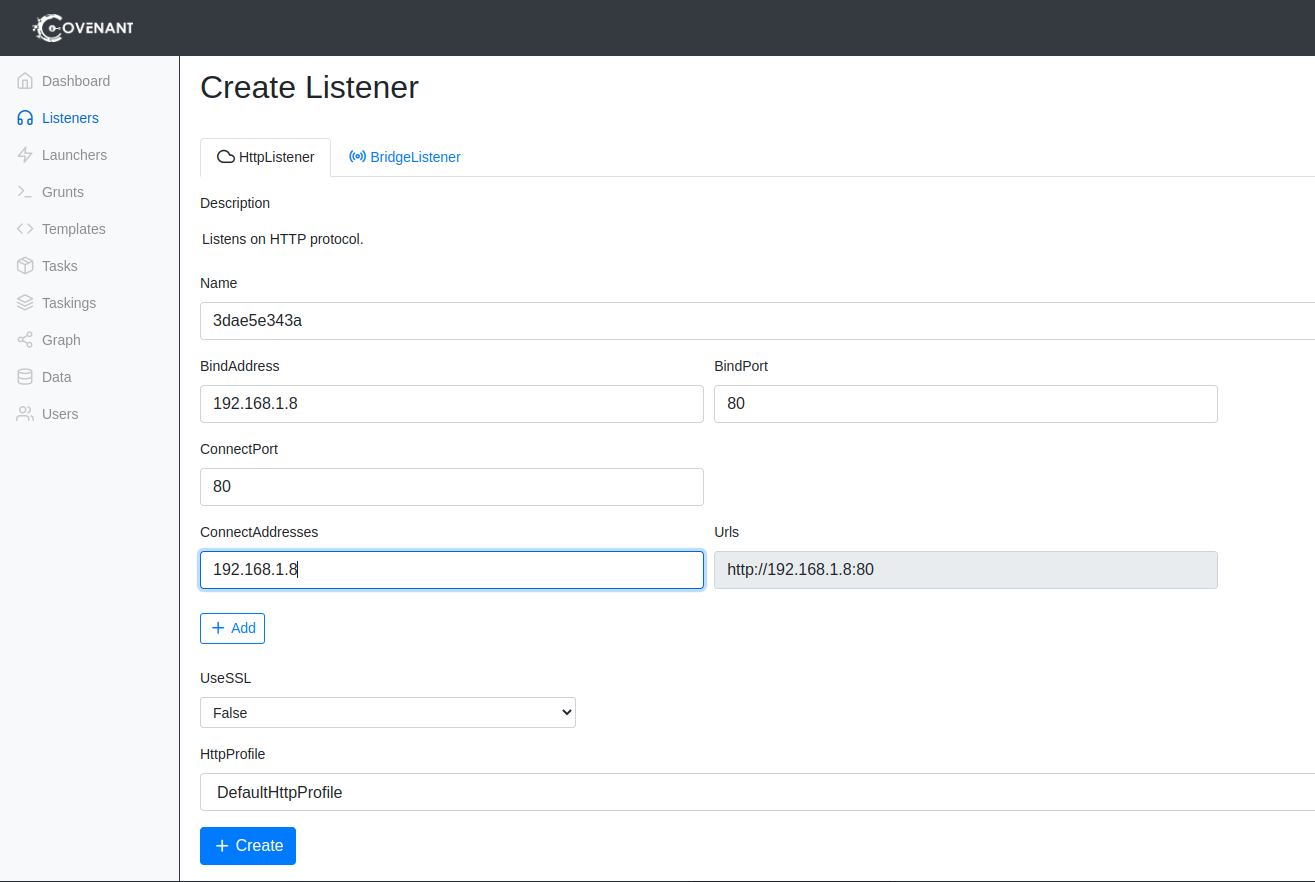 COVENANT
Dashboard
Listeners
Launchers
Grunts
Templates
Tasks
Taskings
Graph
Data
Users
Create Listener
HttpListener BridgeListener
Description
Listens on HTTP protocol.
Name
3dae5e343a
BindAddress BindPort
192.168.1.8 80
ConnectPort
80
ConnectAddresses Urls
192.168.1.8 http://192.168.1.8:80
+ Add
UseSSL
False
HttpProfile
DefaultHttpProfile
+ Create